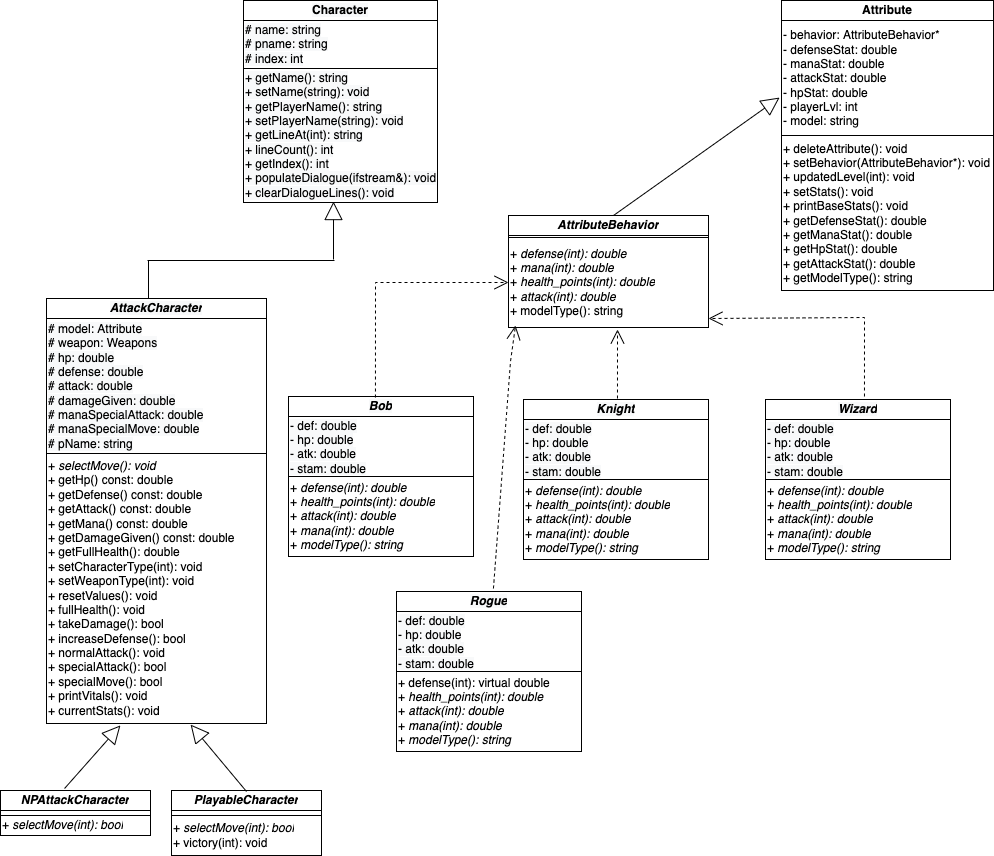 Character
# name: string
# pname: string
# index: int
+ getName(): string
+ setName(string): void
+ getPlayerName(): string
+ setPlayerName(string): void
+ getLineAt(int): string
+ lineCount(): int
+ getIndex(): int
+ populateDialogue(ifstream&): void
+ clearDialogueLines(): void
Attribute
- behavior: AttributeBehavior*
- defenseStat: double
- manaStat: double
- attackStat: double
- hpStat: double
- playerLvl: int
- model: string
+ deleteAttribute(): void
+ setBehavior(AttributeBehavior*): void
+ updatedLevel(int): void
+ setStats(): void
+ printBaseStats(): void
+ getDefenseStat(): double
+ getManaStat(): double
+ getHpStat(): double
+ getAttackStat(): double
+ getModelType(): string
AttributeBehavior
+ defense(int): double
+ mana(int): double
+ health_points(int): double
+ attack(int): double
+ modelType(): string
AttackCharacter
# model: Attribute
# weapon: Weapons
# hp: double
# defense: double
# attack: double
# damageGiven: double
# manaSpecialAttack: double
# manaSpecialMove: double
# pName: string
+ selectMove(): void
+ getHp() const: double
+ getDefense() const: double
+ getAttack() const: double
+ getMana() const: double
+ getDamageGiven() const: double
+ getFullHealth(): double
+ setCharacterType(int): void
+ setWeaponType(int): void
+ resetValues(): void
+ fullHealth(): void
+ takeDamage(): bool
+ increaseDefense(): bool
+ normalAttack(): void
+ specialAttack(): bool
+ specialMove(): bool
+ printVitals(): void
+ currentStats(): void
Bob
- def: double
- hp: double
- atk: double
- stam: double
+ defense(int): double
+ health_points(int): double
+ attack(int): double
+ mana(int): double
+ modelType(): string
Knight
- def: double
- hp: double
- atk: double
- stam: double
+ defense(int): double
+ health_points(int): double
+ attack(int): double
+ mana(int): double
+ modelType(): string
Wizard
- def: double
- hp: double
- atk: double
- stam: double
+ defense(int): double
+ health_points(int): double
+ attack(int): double
+ mana(int): double
+ modelType(): string
Rogue
- def: double
- hp: double
- atk: double
- stam: double
+ defense(int): virtual double
+ health_points(int): double
+ attack(int): double
+ mana(int): double
+ modelType(): string
NPAttackCharacter
+ selectMove(int): bool
PlayableCharacter
+ selectMove(int): bool
+ victory(int): void